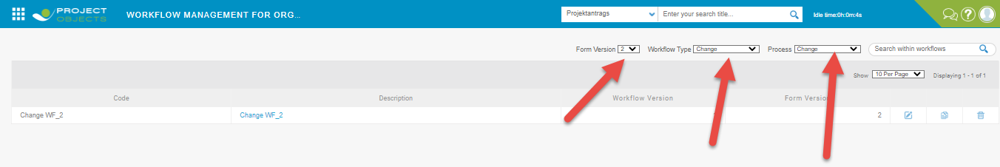 PROJECT
OBJECTS
WORKFLOW MANAGEMENT FOR ORG...
Projektantrags
Enter your search title...
Idle time:0h:0m:4s
?
Form Version 2 Workflow Type Change Process Change Search within workflows
Show 10 Per Page Displaying 1 - 1 of 1
Code Description Workflow Version Form Version
Change WF_2 Change WF_2 2